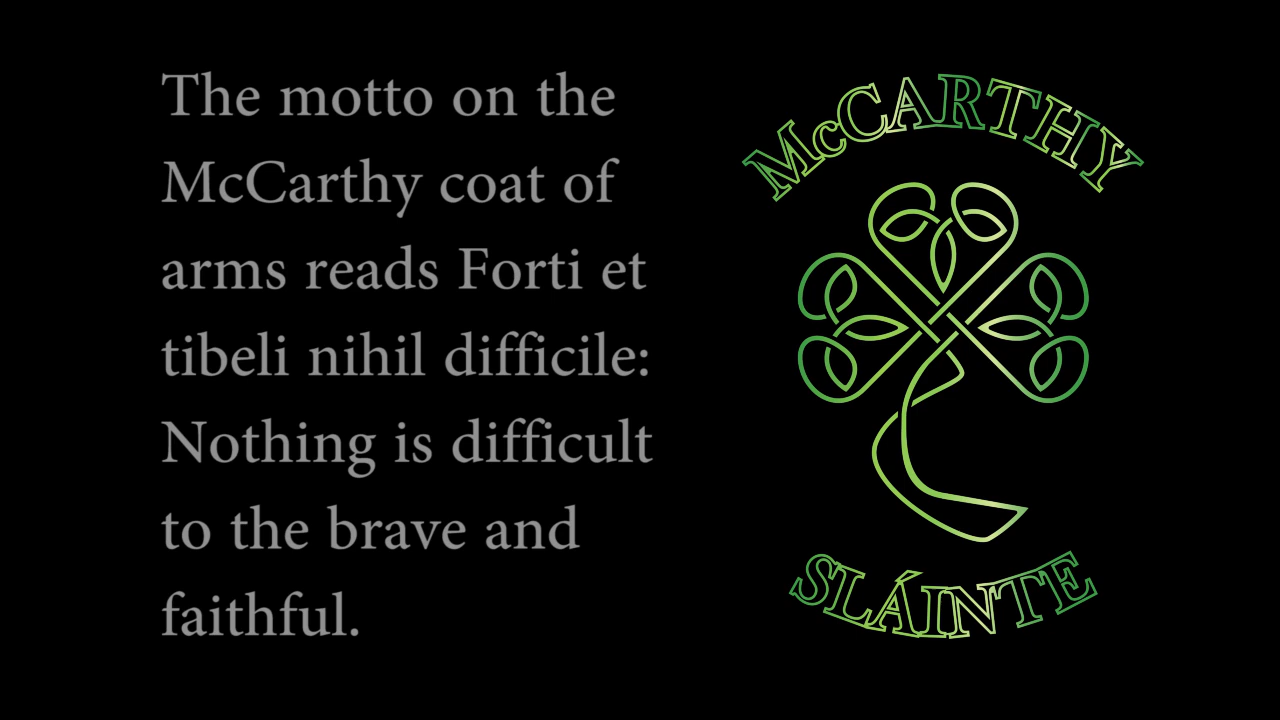 The motto on the
McCarthy coat of
arms reads Forti et
tibeli nihil difficile:
Nothing is difficult
to the brave and
faithful.
McCARTHY
SLÁINTE